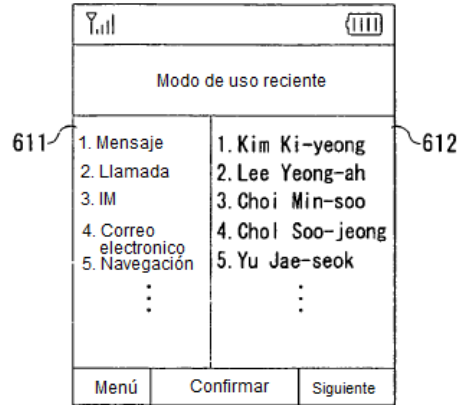 Modo de uso reciente
611
612
1. Mensaje
2. Llamada
3. IM
4. Correo
electronico
5. Navegación
1. Kim Ki-yeong
2. Lee Yeong-ah
3. Choi Min-soo
4. Chol Soo-jeong
5. Yu Jae-seok
Menú
Confirmar
Siguiente